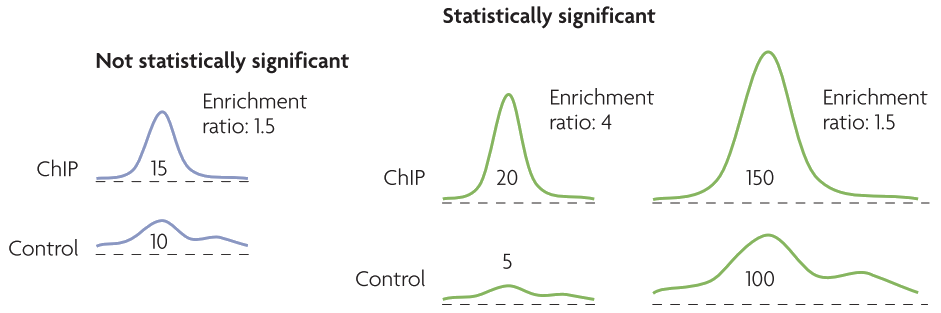 Statistically significant
Not statistically significant
Enrichment
ratio: 1.5
ChIP
15
Control
10
Enrichment
ratio: 4
Enrichment
ratio: 1.5
ChIP
20
150
Control
5
100